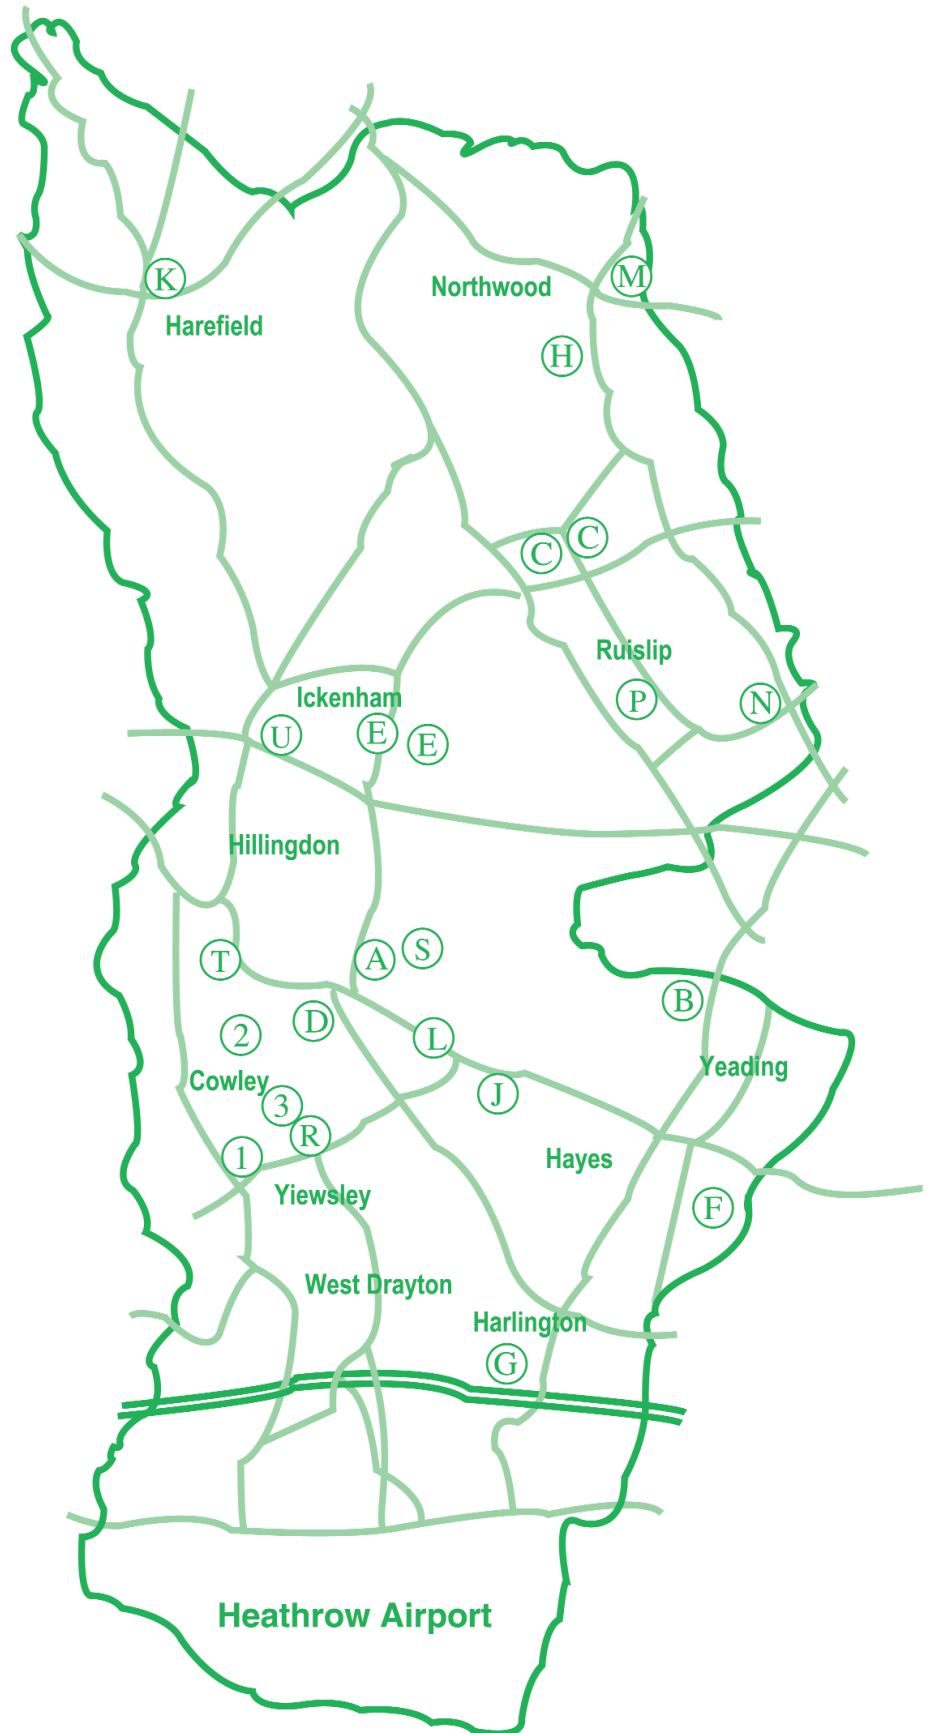 K
M
Northwood
Harefield
H
C
C
Ruislip
P
N
Ickenham
U
E
E
Hillingdon
T
A
S
B
D
2
L
Yeading
Cowley
J
3
R
1
Hayes
Yiewsley
F
West Drayton
Harlington
G
Heathrow Airport